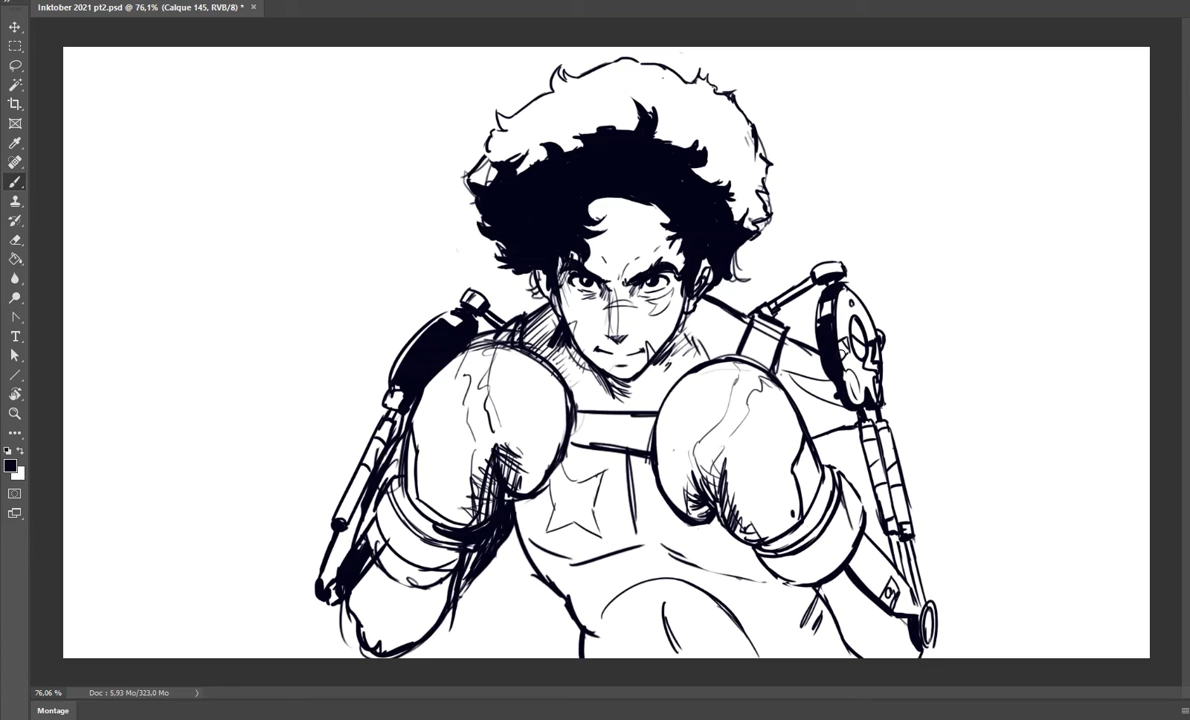 Inktober 2021 pt2.psd @ 76,1% (Calque 145, RVB/8) *
76,06 %
Doc : 5,93 Mo/323,0 Mo
Montage